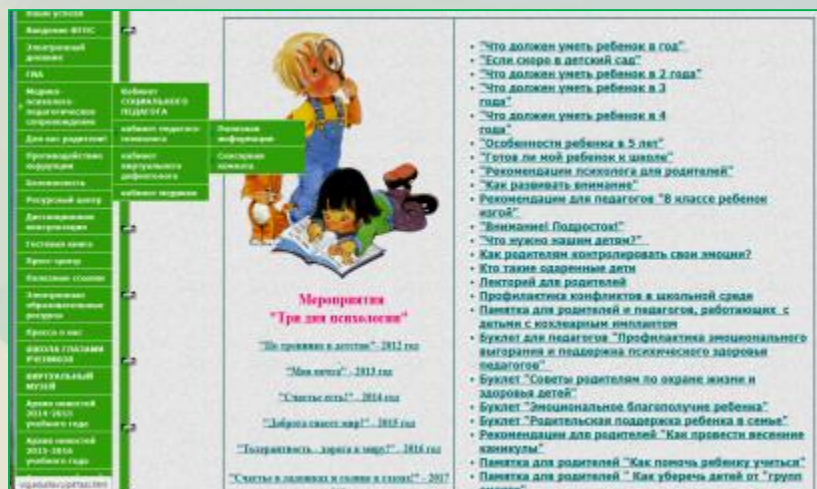 Введение ФГОС
Электронный
дневник
ГИА
Медико-
психолого-
педагогическое
сопровождение
Для вас родители!
Противодействие
коррупции
Безопасность
Ресурсный центр
Дистанционное
консультация
Гостевая книга
Пресс-центр
Полезные ссылки
Электронные
образовательные
ресурсы
Пресса о нас
ШКОЛА ГЛАЗАМИ
УЧЕНИКОВ
ВИРТУАЛЬНЫЙ
МУЗЕЙ
Архив новостей
2014-2015
учебного года
Архив новостей
2015-2016
учебного года
Кабинет
СОЦИАЛЬНОГО
ПЕДАГОГА
кабинет педагога-
психолога
кабинет
виртуального
дефектолога
кабинет медиков
Полезная
информация
Сенсорная
комната
Мероприятия
"Три дня психологии"
"По тропинке в детство" - 2012 год
"Моя мечта" - 2013 год
"Счастье есть!" - 2014 год
"Доброта спасет мир!" - 2015 год
"Толерантность - дорога к миру!" - 2016 год
"Счастье в ладошках и солнце в глазах!" - 2017
"Что должен уметь ребенок в год"
"Если скоро в детский сад"
"Что должен уметь ребенок в 2 года"
"Что должен уметь ребенок в 3
года"
"Что должен уметь ребенок в 4
года"
"Особенности ребенка в 5 лет"
"Готов ли мой ребенок к школе"
"Рекомендации психолога для родителей"
"Как развивать внимание"
Рекомендации для педагогов "В классе ребенок
изгой"
"Внимание! Подросток!"
"Что нужно нашим детям?"
Как родителям контролировать свои эмоции?
Кто такие одаренные дети
Лекторий для родителей
Профилактика конфликтов в школьной среде
Памятка для родителей и педагогов, работающих с
детьми с кохлеарным имплантом
Буклет для педагогов "Профилактика эмоционального
выгорания и поддержка психического здоровья
педагогов"
Буклет "Советы родителям по охране жизни и
здоровья детей"
Буклет "Эмоциональное благополучие ребенка"
Буклет "Родительская поддержка ребенка в семье"
Рекомендации для родителей "Как провести весенние
каникулы"
Памятка для родителей "Как помочь ребенку учиться"
Памятка для родителей " Как уберечь детей от "групп